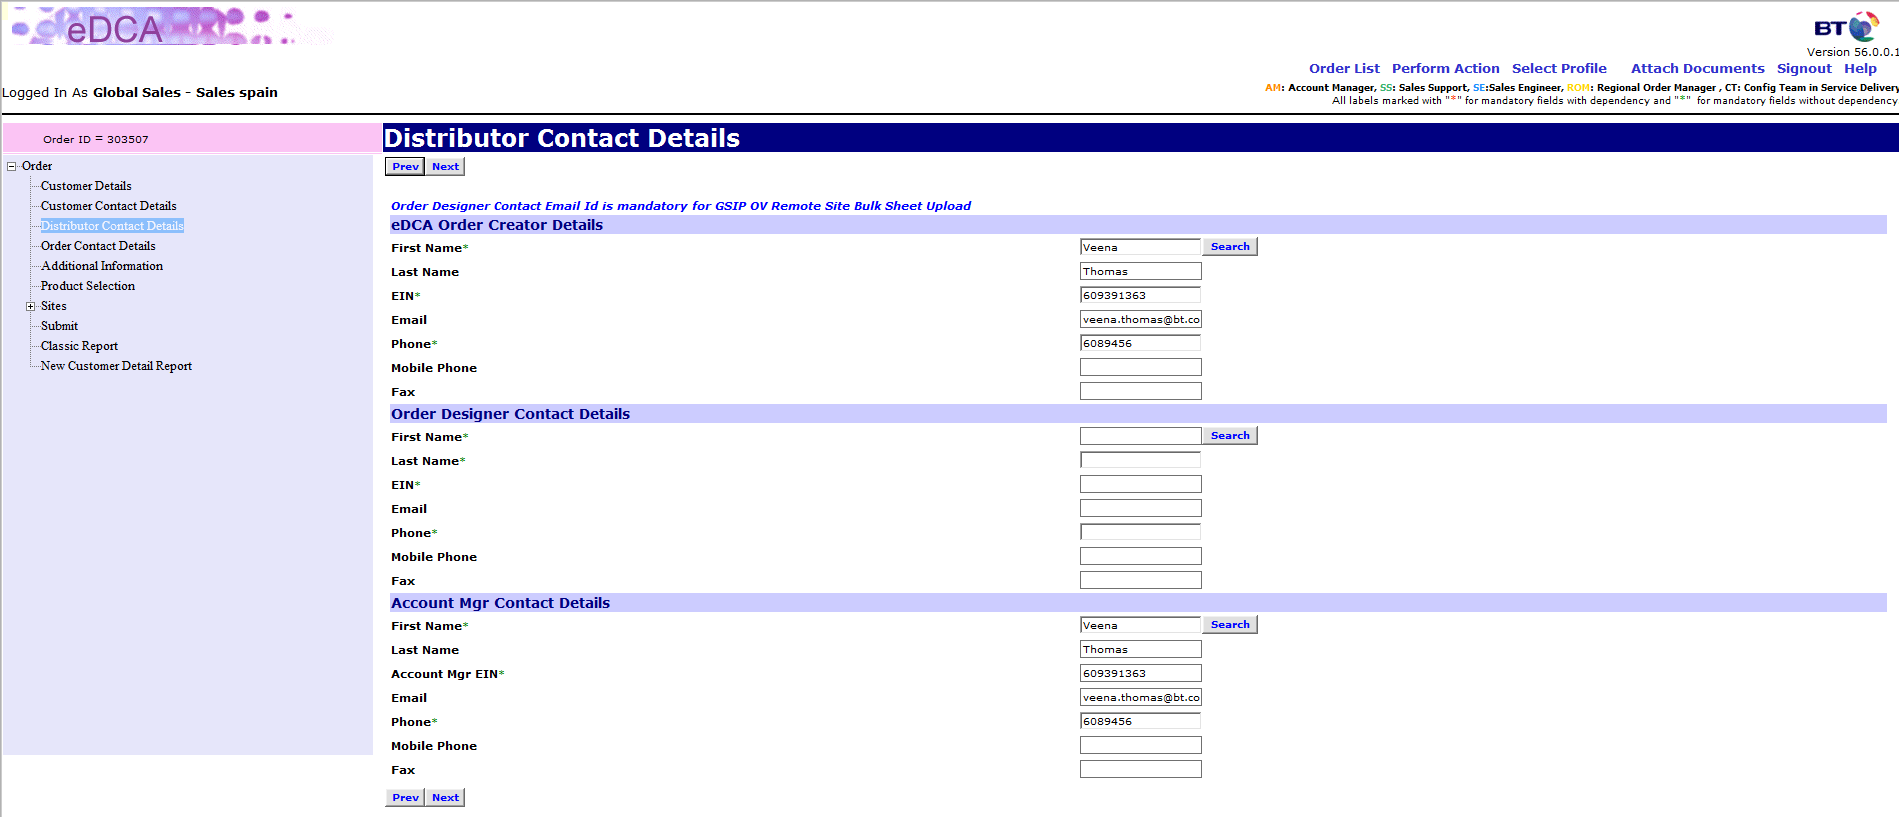 eDCA
BT
Version 56.0.0.1
Order List Perform Action Select Profile Attach Documents Signout Help
Logged In As Global Sales - Sales spain
AM: Account Manager, SS: Sales Support, SE:Sales Engineer, ROM: Regional Order Manager , CT: Config Team in Service Delivery
All labels marked with "*" for mandatory fields with dependency and "*" for mandatory fields without dependency
Order ID = 303507
Order
Customer Details
Customer Contact Details
Distributor Contact Details
Order Contact Details
Additional Information
Product Selection
Sites
Submit
Classic Report
New Customer Detail Report
Distributor Contact Details
Prev Next
Order Designer Contact Email Id is mandatory for GSIP OV Remote Site Bulk Sheet Upload
eDCA Order Creator Details
First Name* Veena Search
Last Name Thomas
EIN* 609391363
Email veena.thomas@bt.co
Phone* 6089456
Mobile Phone
Fax
Order Designer Contact Details
First Name* Search
Last Name*
EIN*
Email
Phone*
Mobile Phone
Fax
Account Mgr Contact Details
First Name* Veena Search
Last Name Thomas
Account Mgr EIN* 609391363
Email veena.thomas@bt.co
Phone* 6089456
Mobile Phone
Fax
Prev Next